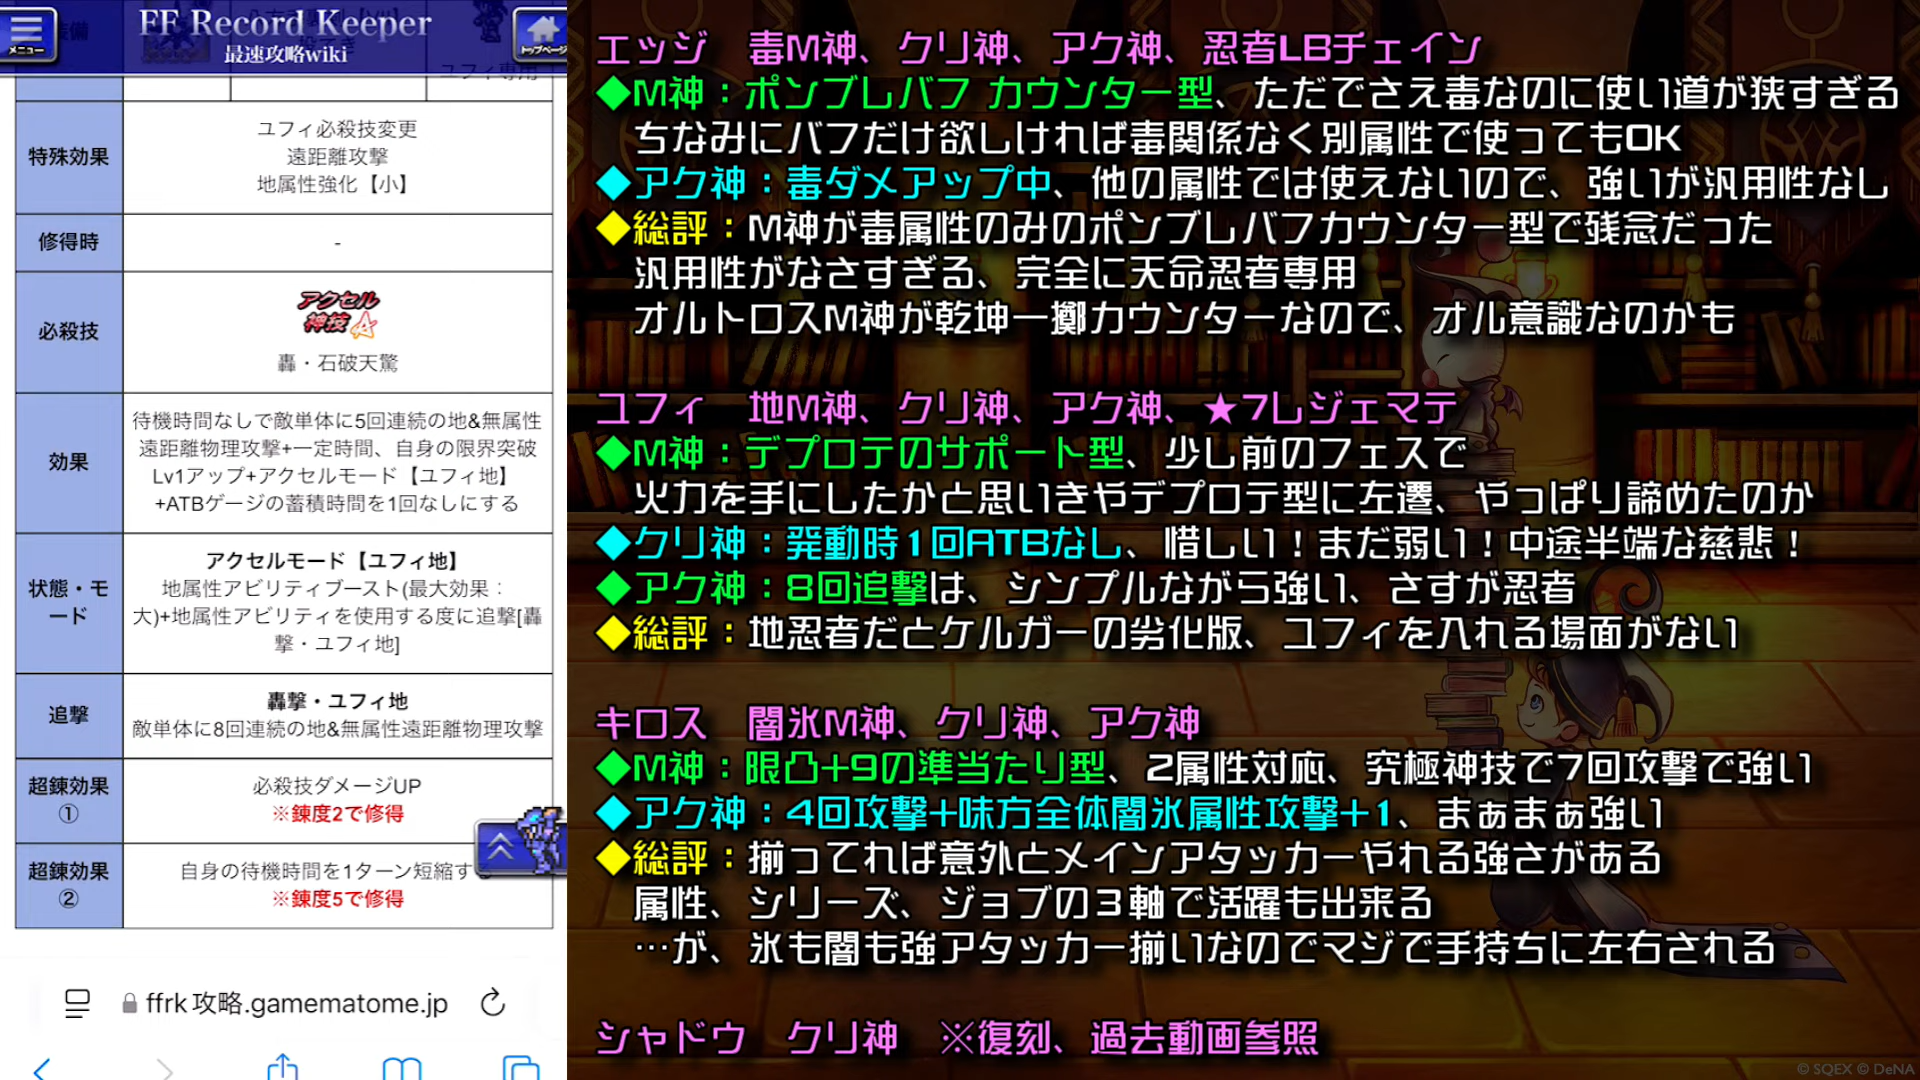 FF Record Keeper
最速攻略wiki
メニュー
トップページ
ユフィ専用
特殊効果
ユフィ必殺技変更
遠距離攻撃
地属性強化【小】
修得時
-
必殺技
アクセル
神技
轟・石破天驚
効果
待機時間なしで敵単体に5回連続の地&無属性
遠距離物理攻撃+一定時間、自身の限界突破
Lv1アップ+アクセルモード【ユフィ地】
+ATBゲージの蓄積時間を1回なしにする
状態・モ
ード
アクセルモード【ユフィ地】
地属性アビリティブースト(最大効果：
大)+地属性アビリティを使用する度に追撃[轟
撃・ユフィ地]
追撃
轟撃・ユフィ地
敵単体に8回連続の地&無属性遠距離物理攻撃
超錬効果
①
必殺技ダメージUP
※錬度2で修得
超錬効果
②
自身の待機時間を1ターン短縮する
※錬度5で修得
ffrk攻略.gamematome.jp
エッジ　毒M神、クリ神、アク神、忍者LBチェイン
◆M神：ポンブレバフ カウンター型、ただでさえ毒なのに使い道が狭すぎる
ちなみにバフだけ欲しければ毒関係なく別属性で使ってもOK
◆アク神：毒ダメアップ中、他の属性では使えないので、強いが汎用性なし
◆総評：M神が毒属性のみのポンブレバフカウンター型で残念だった
汎用性がなさすぎる、完全に天命忍者専用
オルトロスM神が乾坤一擲カウンターなので、オル意識なのかも
ユフィ　地M神、クリ神、アク神、★7レジェマテ
◆M神：デプロテのサポート型、少し前のフェスで
火力を手にしたかと思いきやデプロテ型に左遷、やっぱり諦めたのか
◆クリ神：発動時1回ATBなし、惜しい！まだ弱い！中途半端な慈悲！
◆アク神：8回追撃は、シンプルながら強い、さすが忍者
◆総評：地忍者だとケルガーの劣化版、ユフィを入れる場面がない
キロス　闇氷M神、クリ神、アク神
◆M神：限凸+9の準当たり型、2属性対応、究極神技で7回攻撃で強い
◆アク神：4回攻撃+味方全体闇氷属性攻撃+1、まぁまぁ強い
◆総評：揃ってれば意外とメインアタッカーやれる強さがある
属性、シリーズ、ジョブの3軸で活躍も出来る
…が、氷も闇も強アタッカー揃いなのでマジで手持ちに左右される
シャドウ　クリ神　※復刻、過去動画参照
© SQEX © DeNA